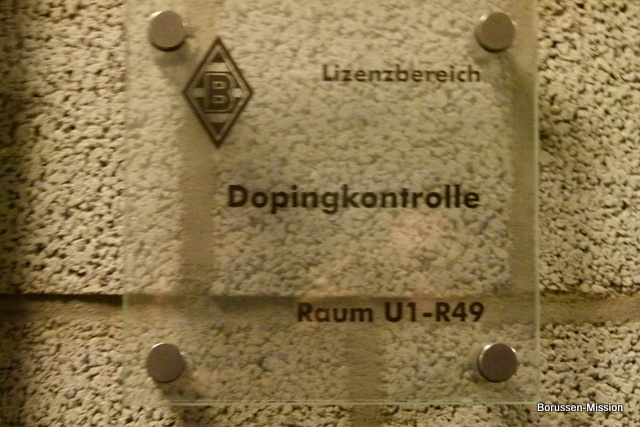 B
Lizenzbereich
Dopingkontrolle
Raum U1-R49
Borussen-Mission